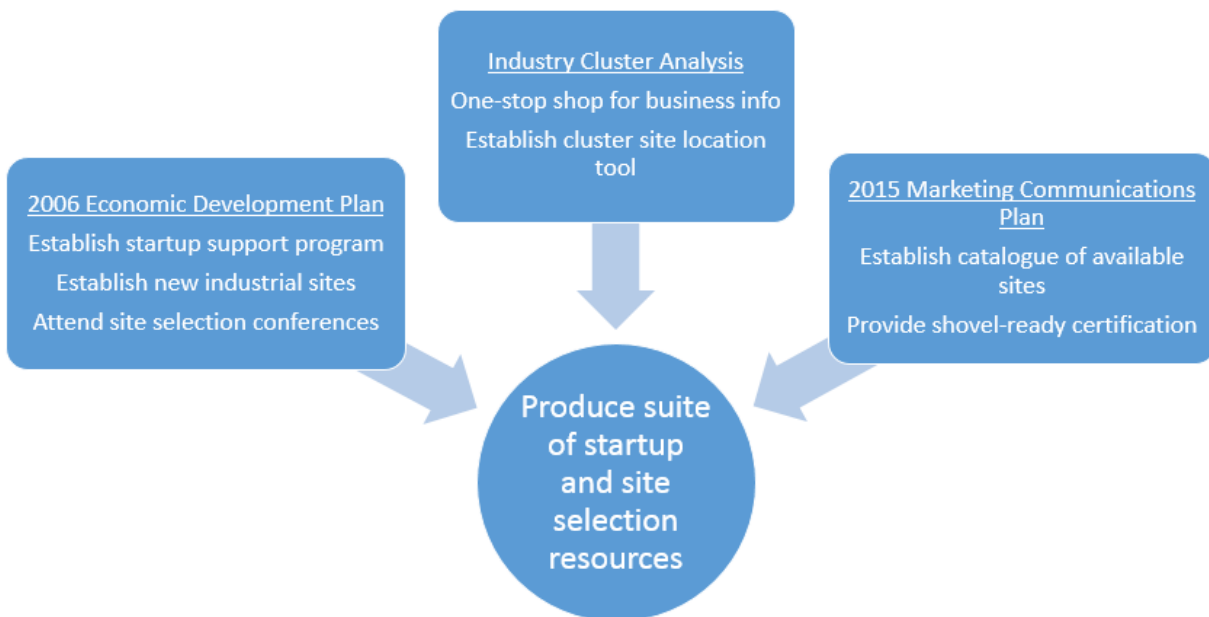 Industry Cluster Analysis
One-stop shop for business info
Establish cluster site location
tool
2006 Economic Development Plan
Establish startup support program
Establish new industrial sites
Attend site selection conferences
2015 Marketing Communications
Plan
Establish catalogue of available
sites
Provide shovel-ready certification
Produce suite
of startup
and site
selection
resources